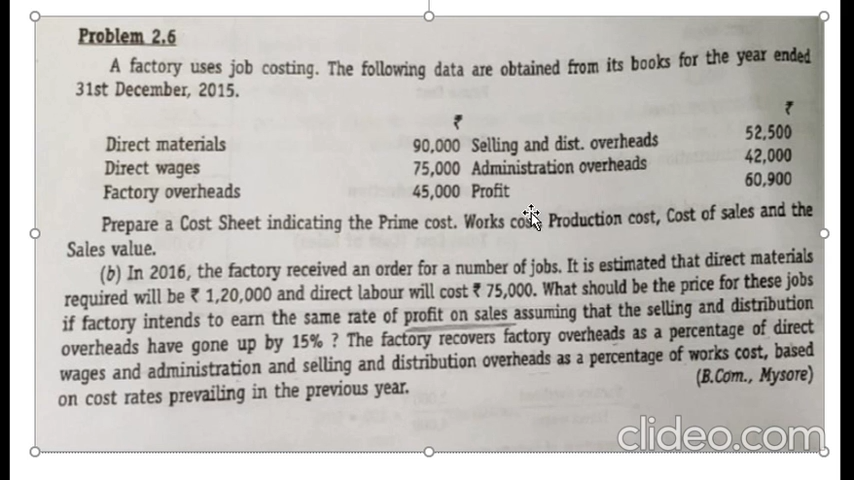 Problem 2.6
A factory uses job costing. The following data are obtained from its books for the year ended
31st December, 2015.
₹ ₹
Direct materials 90,000 Selling and dist. overheads 52,500
Direct wages 75,000 Administration overheads 42,000
Factory overheads 45,000 Profit 60,900
Prepare a Cost Sheet indicating the Prime cost. Works cost, Production cost, Cost of sales and the
Sales value.
(b) In 2016, the factory received an order for a number of jobs. It is estimated that direct materials
required will be ₹ 1,20,000 and direct labour will cost ₹ 75,000. What should be the price for these jobs
if factory intends to earn the same rate of profit on sales assuming that the selling and distribution
overheads have gone up by 15% ? The factory recovers factory overheads as a percentage of direct
wages and administration and selling and distribution overheads as a percentage of works cost, based
on cost rates prevailing in the previous year. (B.Com., Mysore)
clideo.com